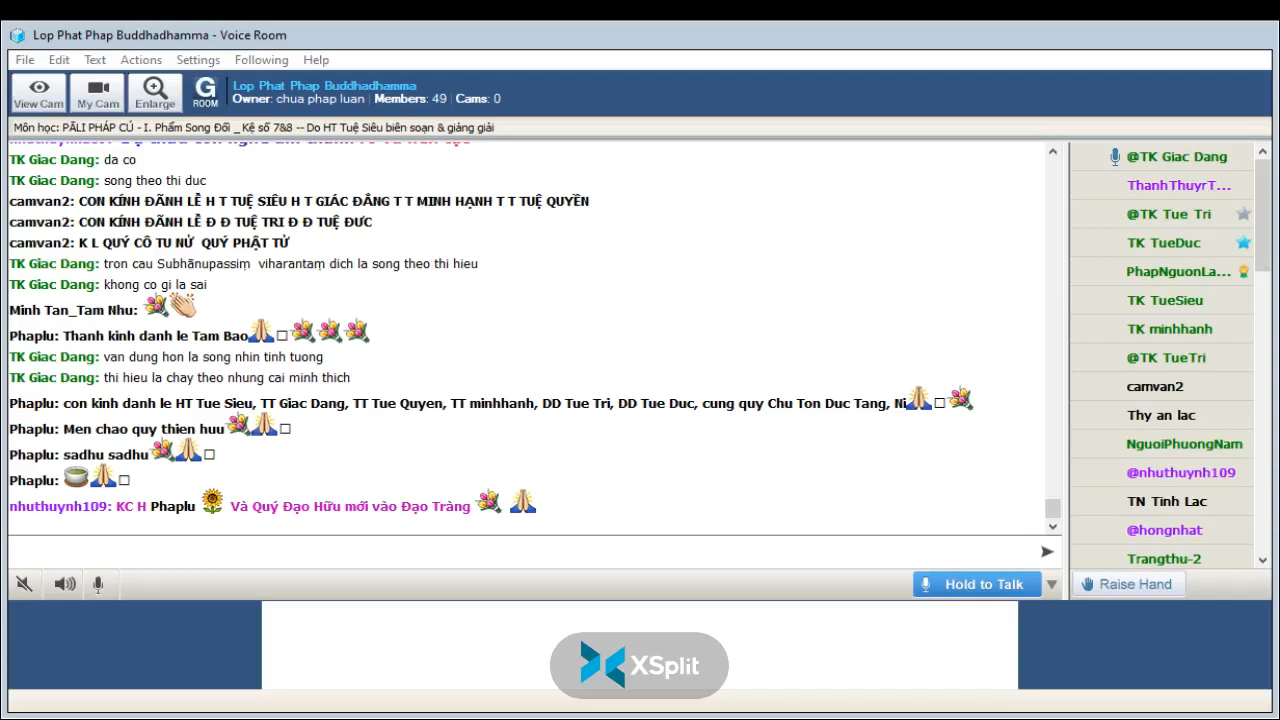 Lop Phat Phap Buddhadhamma - Voice Room
File Edit Text Actions Settings Following Help
View Cam My Cam Enlarge G ROOM
Lop Phat Phap Buddhadhamma
Owner: chua phap luan | Members: 49 | Cams: 0
Môn học: PĀLI PHÁP CÚ - I. Phẩm Song Đối _ Kệ số 7&8 -- Do HT Tuệ Siêu biên soạn & giảng giải
TK Giac Dang: da co
TK Giac Dang: song theo thi duc
camvan2: CON KÍNH ĐÃNH LỄ H T TUỆ SIÊU H T GIÁC ĐẲNG T T MINH HẠNH T T TUỆ QUYỀN
camvan2: CON KÍNH ĐÃNH LỄ Đ Đ TUỆ TRI Đ Đ TUỆ ĐƯC
camvan2: K L QUÝ CÔ TU NỬ QUÝ PHẬT TỬ
TK Giac Dang: tron cau Subhānupassiṃ viharantaṃ dich la song theo thi hieu
TK Giac Dang: khong co gi la sai
Minh Tan_Tam Nhu:
Phaplu: Thanh kinh danh le Tam Bao
TK Giac Dang: van dung hon la song nhin tinh tuong
TK Giac Dang: thi hieu la chay theo nhung cai minh thich
Phaplu: con kinh danh le HT Tue Sieu, TT Giac Dang, TT Tue Quyen, TT minhhanh, DD Tue Tri, DD Tue Duc, cung quy Chu Ton Duc Tang, Ni
Phaplu: Men chao quy thien huu
Phaplu: sadhu sadhu
Phaplu:
nhuthuynh109: KC H Phaplu Và Quý Đạo Hữu mới vào Đạo Tràng
@TK Giac Dang
ThanhThuyrT...
@TK Tue Tri
TK TueDuc
PhapNguonLa...
TK TueSieu
TK minhhanh
@TK TueTri
camvan2
Thy an lac
NguoiPhuongNam
@nhuthuynh109
TN Tinh Lac
@hongnhat
Trangthu-2
Hold to Talk
Raise Hand
XSplit